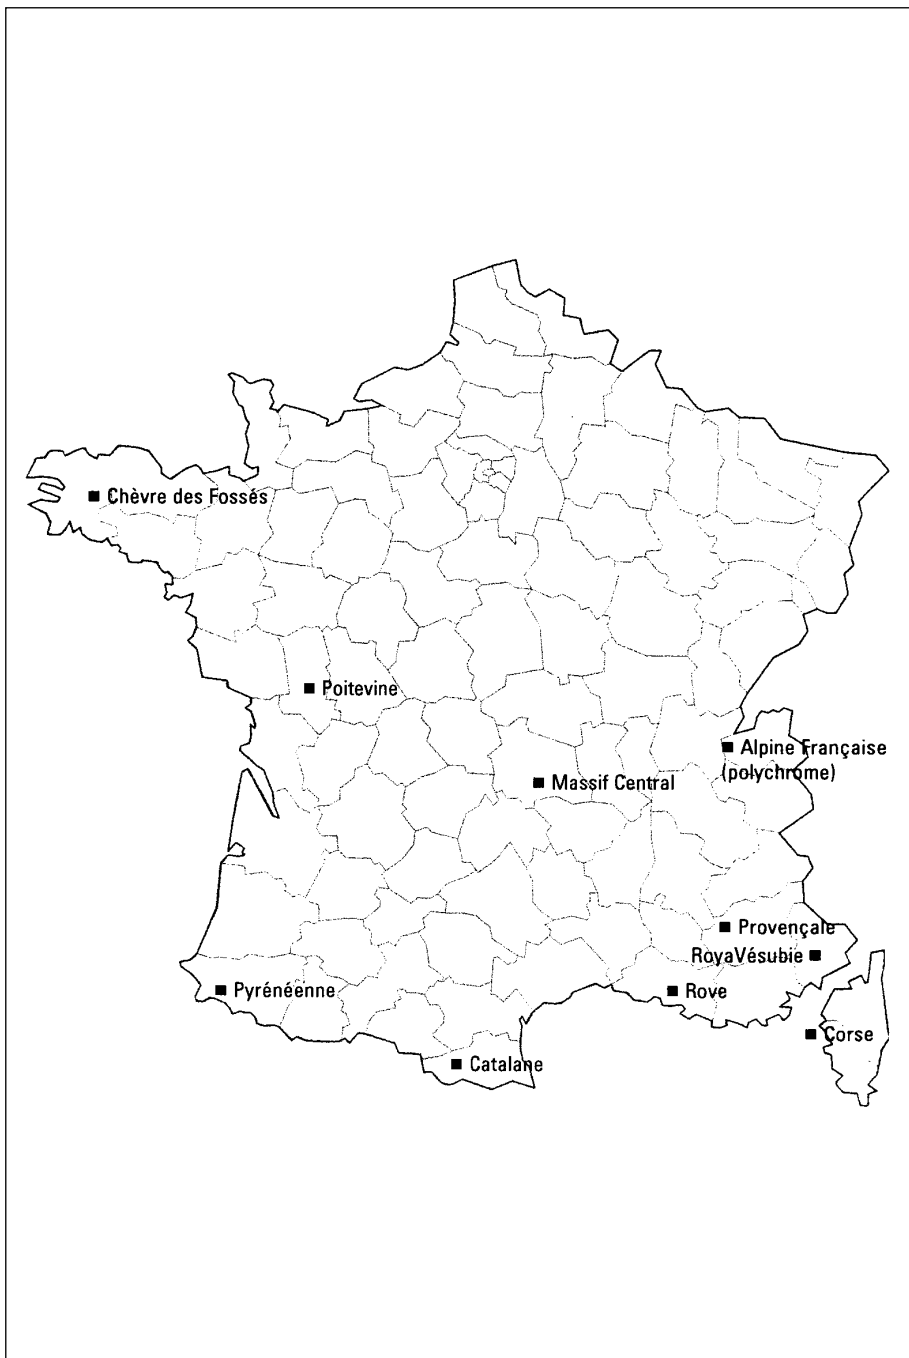 Chèvre des Fossés
Poitevine
Alpine Française
(polychrome)
Massif Central
Provençale
RoyaVésubie
Pyrénéenne
Rove
Corse
Catalane